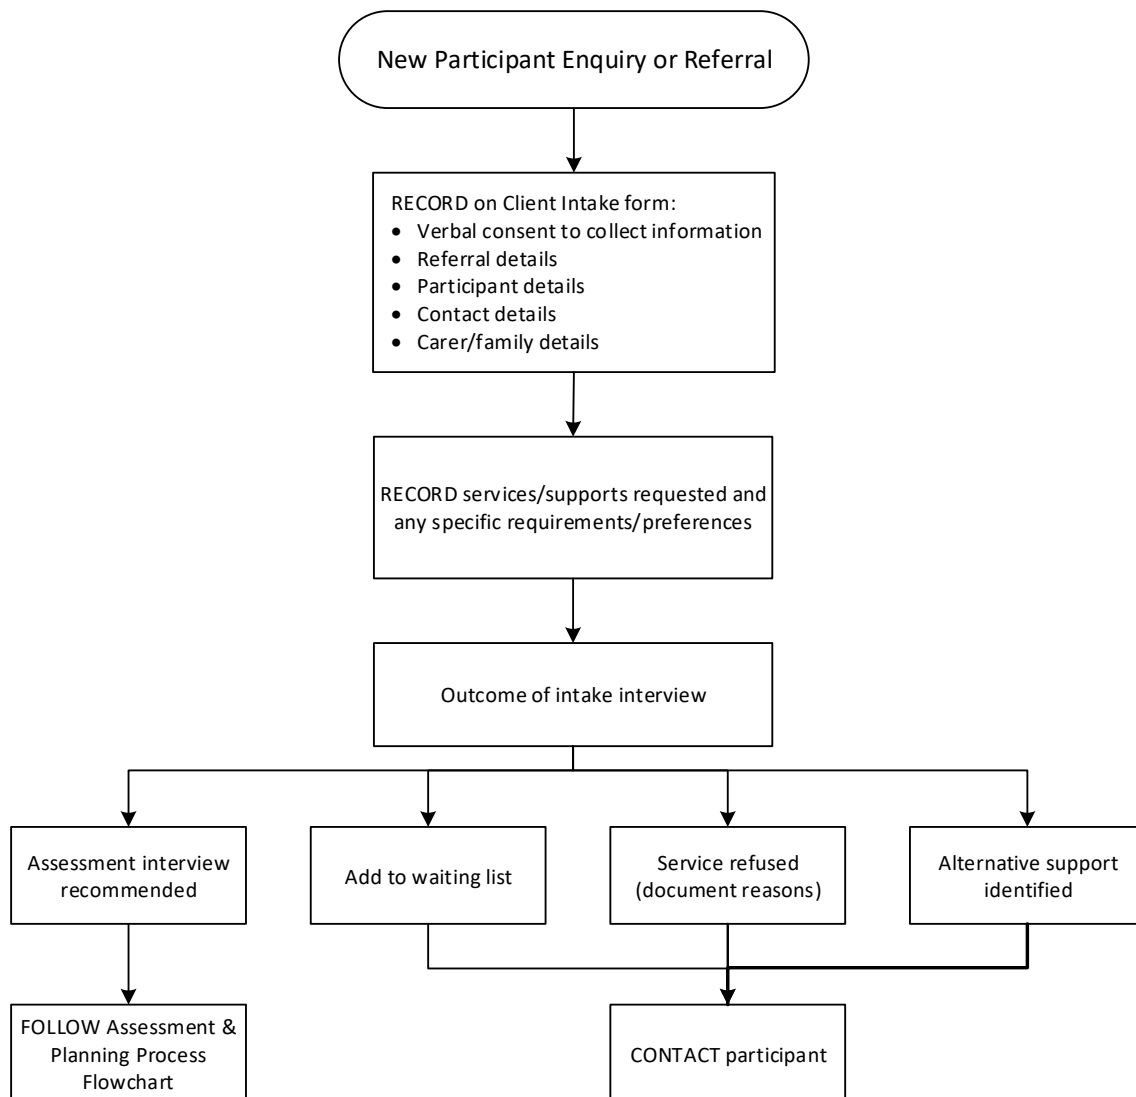 New Participant Enquiry or Referral
RECORD on Client Intake form:
• Verbal consent to collect information
• Referral details
• Participant details
• Contact details
• Carer/family details
RECORD services/supports requested and
any specific requirements/preferences
Outcome of intake interview
Assessment interview
recommended
Add to waiting list
Service refused
(document reasons)
Alternative support
identified
FOLLOW Assessment &
Planning Process
Flowchart
CONTACT participant